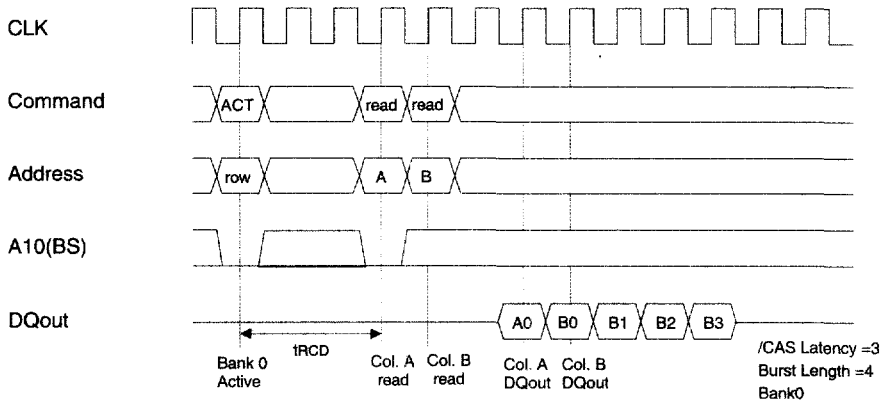 CLK
Command
ACT
read
read
Address
row
A
B
A10(BS)
DQout
A0
B0
B1
B2
B3
tRCD
Bank 0
Active
Col. A
read
Col. B
read
Col. A
DQout
Col. B
DQout
/CAS Latency =3
Burst Length =4
Bank0